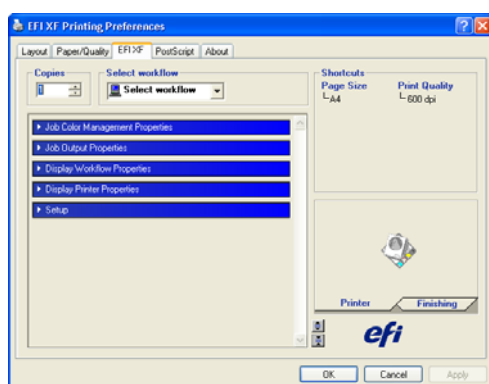 EFI XF Printing Preferences
Layout Paper/Quality EFI XF PostScript About
Copies
1
Select workflow
Select workflow
Shortcuts
Page Size
A4
Print Quality
600 dpi
Job Color Management Properties
Job Output Properties
Display Workflow Properties
Display Printer Properties
Setup
Printer Finishing
efi
OK Cancel Apply